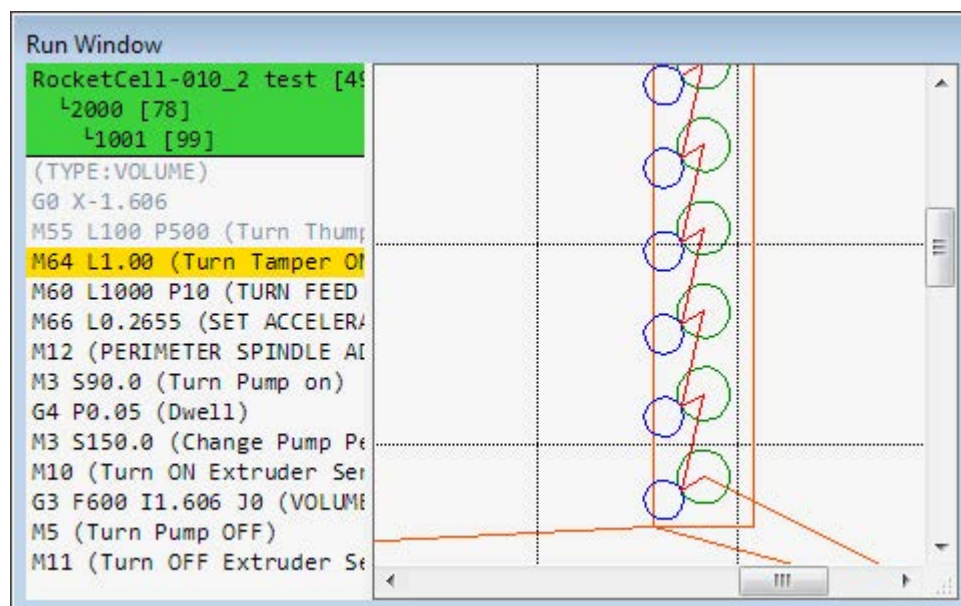 Run Window
RocketCell-010_2 test [49
└2000 [78]
└1001 [99]
(TYPE:VOLUME)
G0 X-1.606
M55 L100 P500 (Turn Thump
M64 L1.00 (Turn Tamper ON
M60 L1000 P10 (TURN FEED
M66 L0.2655 (SET ACCELERA
M12 (PERIMETER SPINDLE AD
M3 S90.0 (Turn Pump on)
G4 P0.05 (Dwell)
M3 S150.0 (Change Pump Pe
M10 (Turn ON Extruder Ser
G3 F600 I1.606 J0 (VOLUME
M5 (Turn Pump OFF)
M11 (Turn OFF Extruder Se